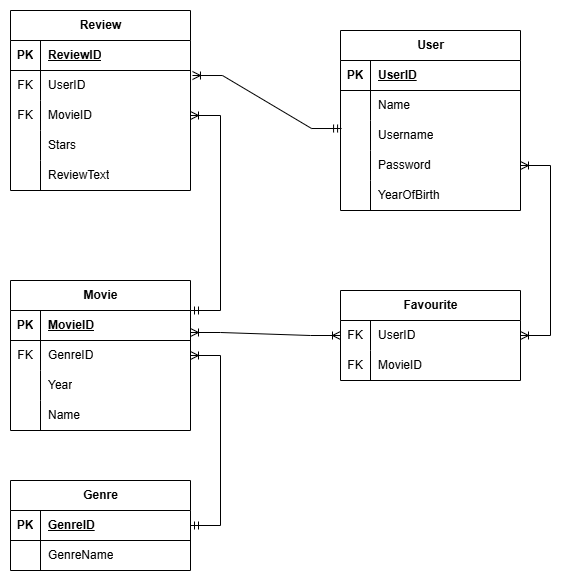 Review
PK ReviewID
FK UserID
FK MovieID
Stars
ReviewText
User
PK UserID
Name
Username
Password
YearOfBirth
Movie
PK MovieID
FK GenreID
Year
Name
Favourite
FK UserID
FK MovieID
Genre
PK GenreID
GenreName